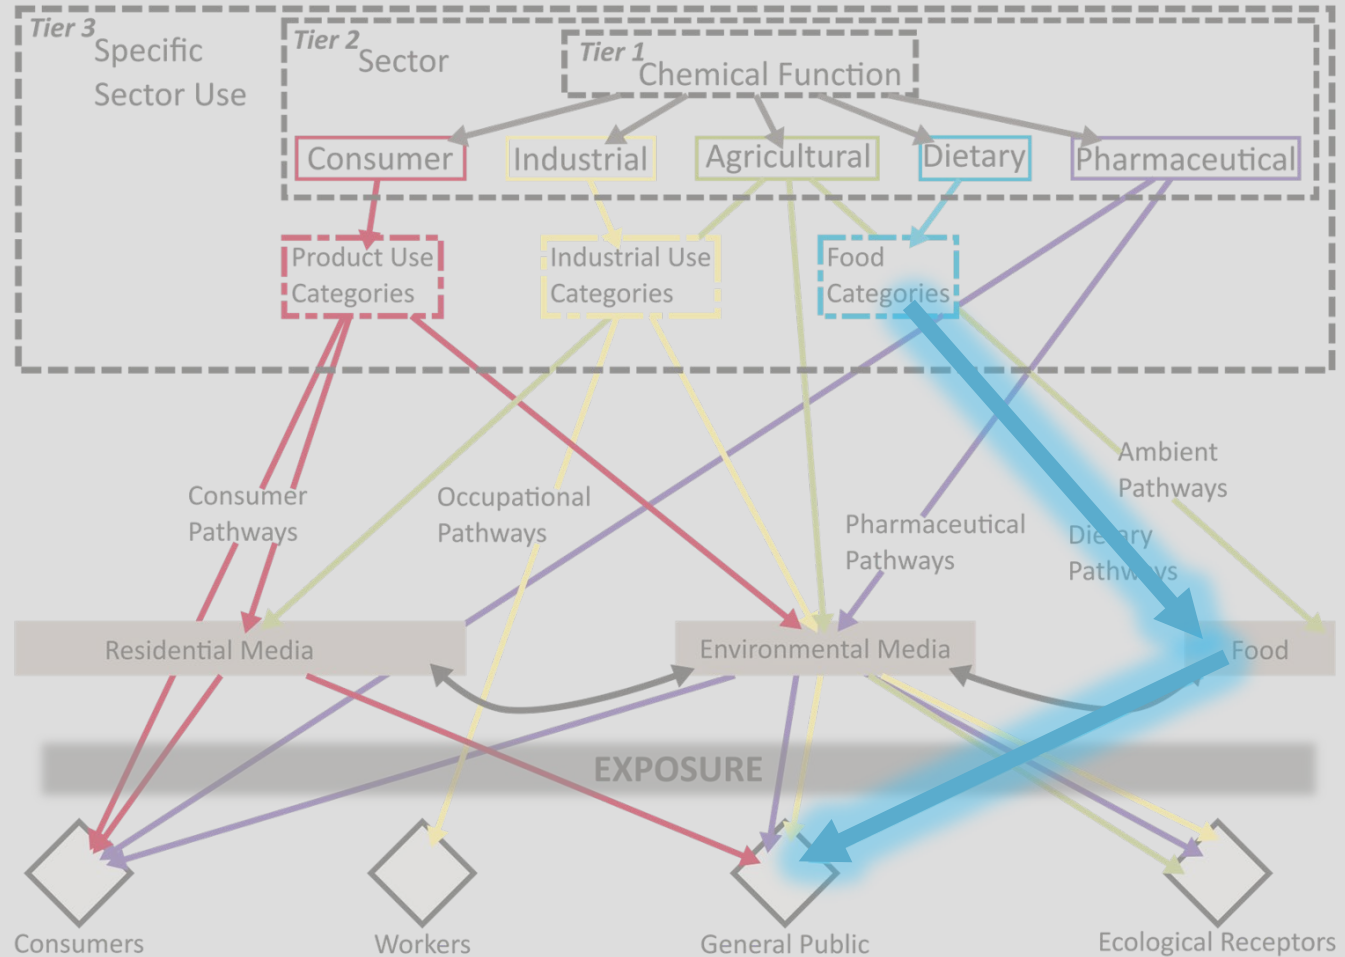 Tier 3
Specific
Sector Use
Tier 2
Sector
Tier 1
Chemical Function
Consumer
Industrial
Agricultural
Dietary
Pharmaceutical
Product Use
Categories
Industrial Use
Categories
Food
Categories
Consumer
Pathways
Occupational
Pathways
Pharmaceutical
Pathways
Dietary
Pathways
Ambient
Pathways
Residential Media
Environmental Media
Food
EXPOSURE
Consumers
Workers
General Public
Ecological Receptors